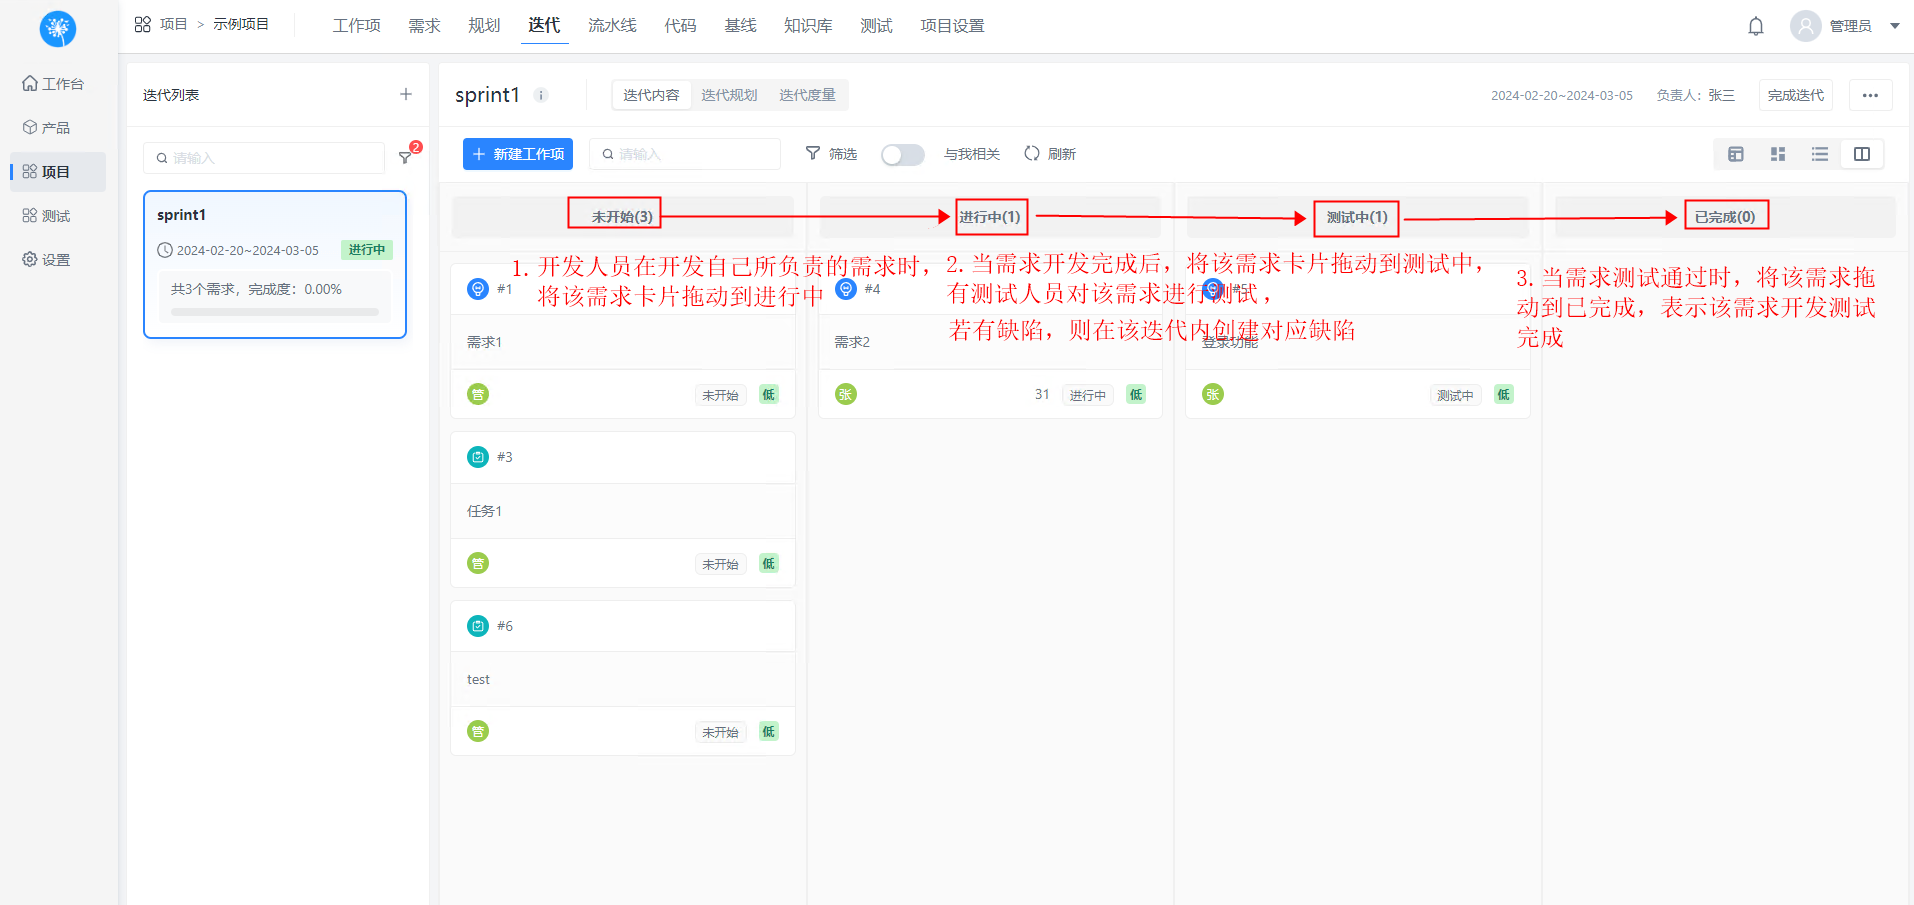 项目 > 示例项目
工作项 需求 规划 迭代 流水线 代码 基线 知识库 测试 项目设置
管理员
工作台
产品
项目
测试
设置
迭代列表
请输入
2
sprint1
2024-02-20~2024-03-05 进行中
共3个需求，完成度：0.00%
sprint1
迭代内容 迭代规划 迭代度量
2024-02-20~2024-03-05 负责人：张三 完成迭代
新建工作项 请输入 筛选 与我相关 刷新
未开始(3) 进行中(1) 测试中(1) 已完成(0)
1. 开发人员在开发自己所负责的需求时，
将该需求卡片拖动到进行中
2. 当需求开发完成后，将该需求卡片拖动到测试中，
有测试人员对该需求进行测试，
若有缺陷，则在该迭代内创建对应缺陷
3. 当需求测试通过时，将该需求拖
动到已完成，表示该需求开发测试
完成
#1
需求1
管 未开始 低
#3
任务1
管 未开始 低
#6
test
管 未开始 低
#4
需求2
张 31 进行中 低
登录功能
张 测试中 低